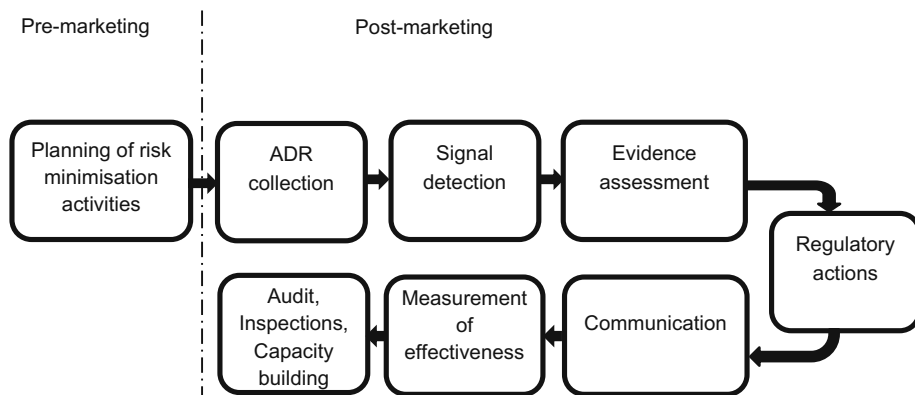 Pre-marketing
Post-marketing
Planning of risk
minimisation
activities
ADR
collection
Signal
detection
Evidence
assessment
Regulatory
actions
Communication
Measurement
of
effectiveness
Audit,
Inspections,
Capacity
building